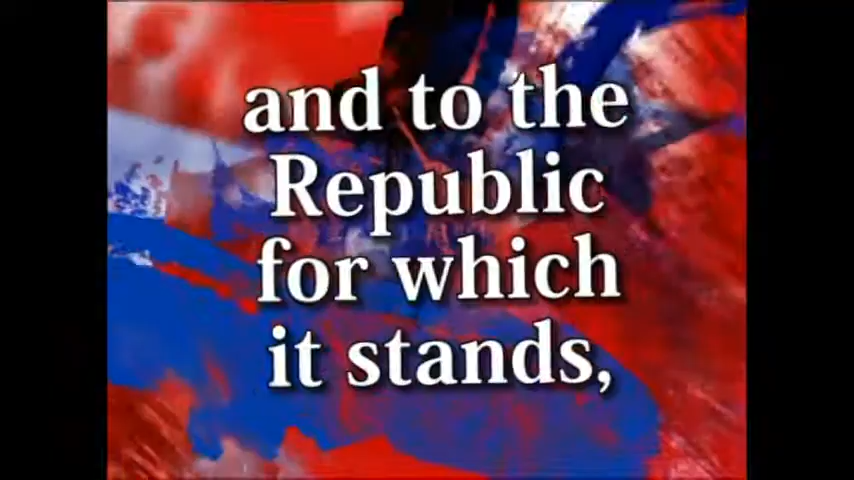 and to the
Republic
for which
it stands,